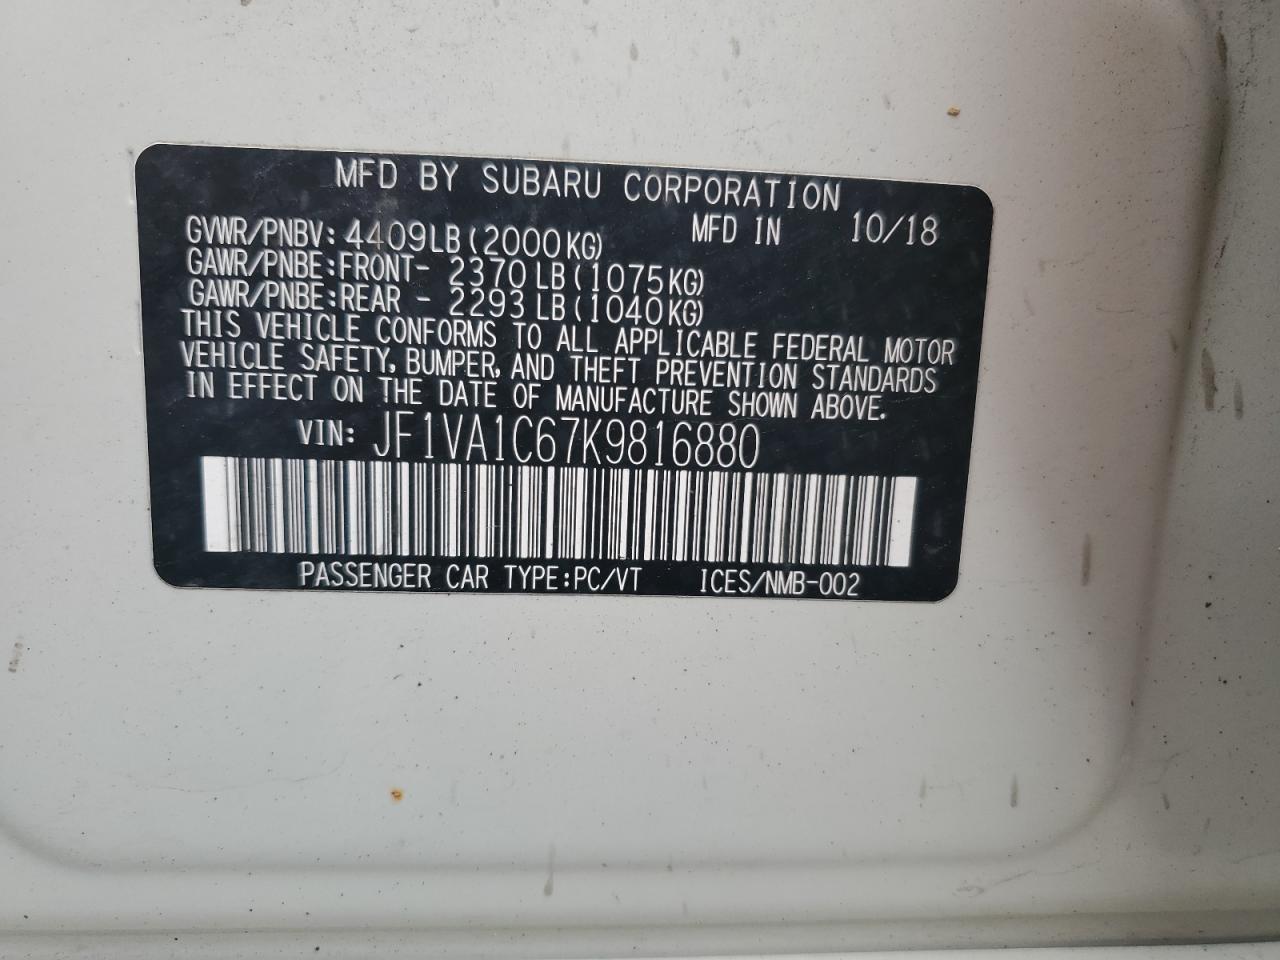 MFD BY SUBARU CORPORATION
GVWR/PNBV: 4409LB(2000KG) MFD IN 10/18
GAWR/PNBE:FRONT- 2370LB(1075KG)
GAWR/PNBE:REAR - 2293LB(1040KG)
THIS VEHICLE CONFORMS TO ALL APPLICABLE FEDERAL MOTOR
VEHICLE SAFETY, BUMPER, AND THEFT PREVENTION STANDARDS
IN EFFECT ON THE DATE OF MANUFACTURE SHOWN ABOVE.
VIN: JF1VA1C67K9816880
PASSENGER CAR TYPE:PC/VT ICES/NMB-002